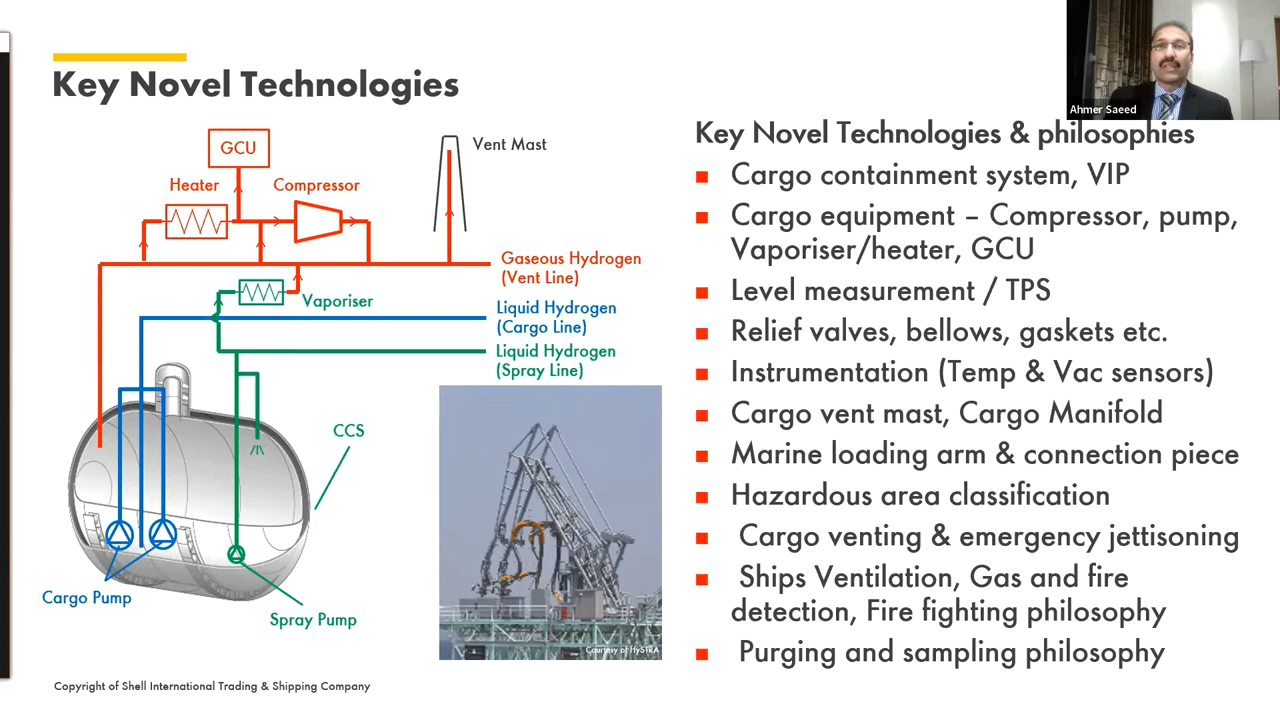 Key Novel Technologies
GCU
Heater
Compressor
Vent Mast
Gaseous Hydrogen
(Vent Line)
Vaporiser
Liquid Hydrogen
(Cargo Line)
Liquid Hydrogen
(Spray Line)
CCS
Cargo Pump
Spray Pump
Courtesy of HySTRA
Copyright of Shell International Trading & Shipping Company
Ahmer Saeed
Key Novel Technologies & philosophies
Cargo containment system, VIP
Cargo equipment – Compressor, pump,
Vaporiser/heater, GCU
Level measurement / TPS
Relief valves, bellows, gaskets etc.
Instrumentation (Temp & Vac sensors)
Cargo vent mast, Cargo Manifold
Marine loading arm & connection piece
Hazardous area classification
Cargo venting & emergency jettisoning
Ships Ventilation, Gas and fire
detection, Fire fighting philosophy
Purging and sampling philosophy